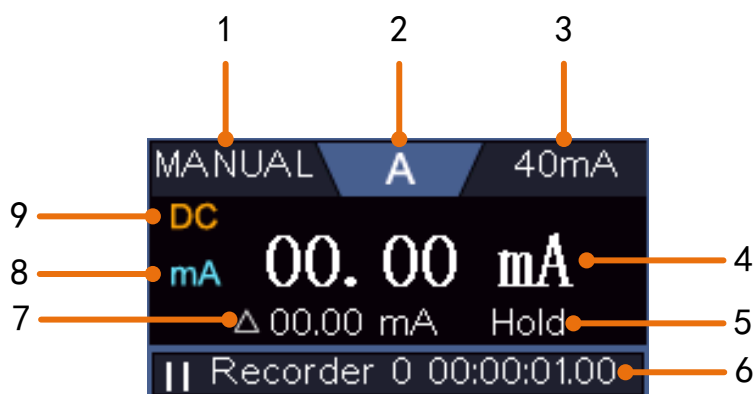 1 2 3
MANUAL A 40mA
9 DC
8 mA 00.00 mA 4
7 △ 00.00 mA Hold 5
|| Recorder 0 00:00:01.00 6